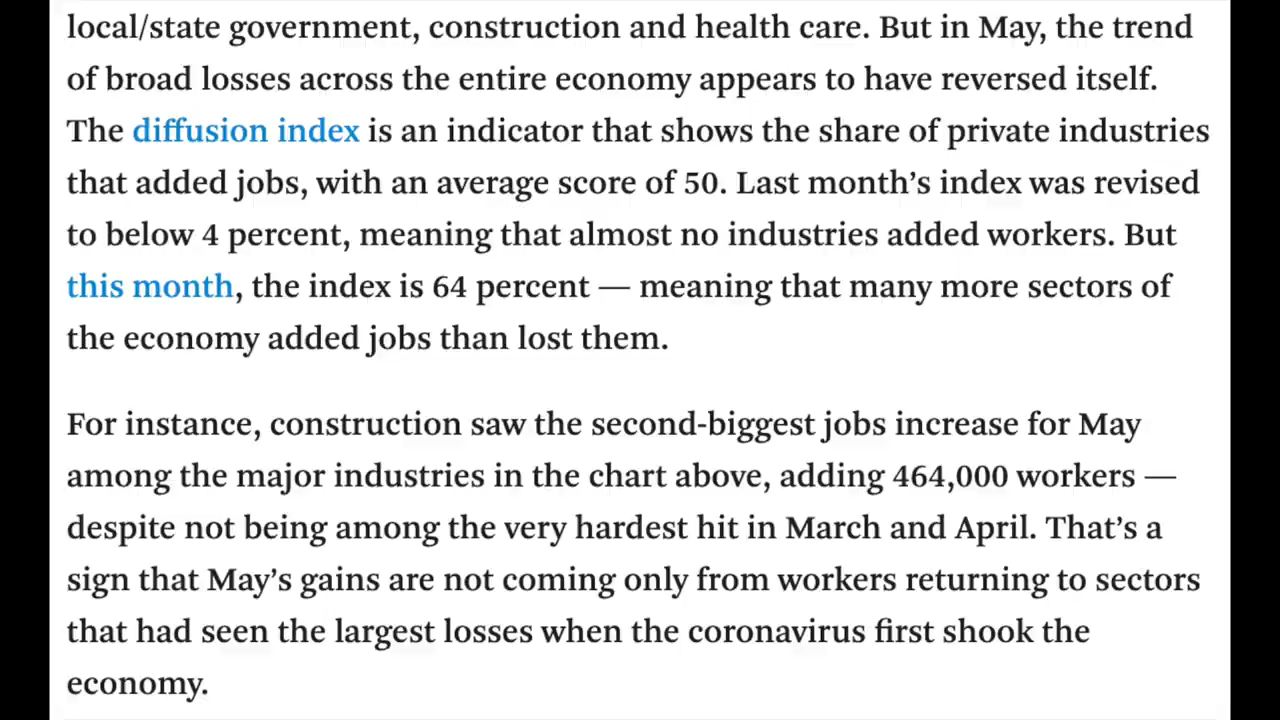 local/state government, construction and health care. But in May, the trend
of broad losses across the entire economy appears to have reversed itself.
The diffusion index is an indicator that shows the share of private industries
that added jobs, with an average score of 50. Last month’s index was revised
to below 4 percent, meaning that almost no industries added workers. But
this month, the index is 64 percent — meaning that many more sectors of
the economy added jobs than lost them.
For instance, construction saw the second-biggest jobs increase for May
among the major industries in the chart above, adding 464,000 workers —
despite not being among the very hardest hit in March and April. That’s a
sign that May’s gains are not coming only from workers returning to sectors
that had seen the largest losses when the coronavirus first shook the
economy.